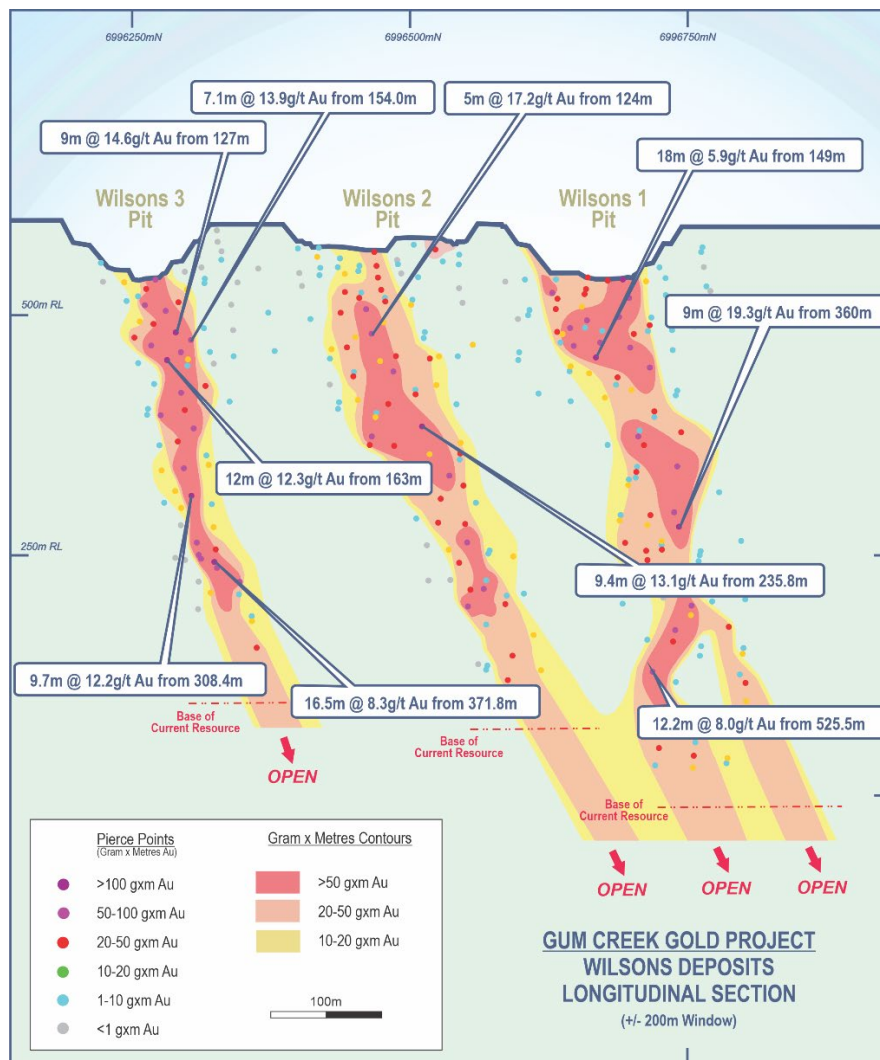 6996250mN
6996500mN
6996750mN
7.1m @ 13.9g/t Au from 154.0m
5m @ 17.2g/t Au from 124m
9m @ 14.6g/t Au from 127m
18m @ 5.9g/t Au from 149m
Wilsons 3
Pit
Wilsons 2
Pit
Wilsons 1
Pit
500m RL
9m @ 19.3g/t Au from 360m
12m @ 12.3g/t Au from 163m
250m RL
9.4m @ 13.1g/t Au from 235.8m
9.7m @ 12.2g/t Au from 308.4m
16.5m @ 8.3g/t Au from 371.8m
12.2m @ 8.0g/t Au from 525.5m
Base of
Current Resource
Base of
Current Resource
Base of
Current Resource
OPEN
OPEN
OPEN
OPEN
Pierce Points
(Gram x Metres Au)
>100 gxm Au
50-100 gxm Au
20-50 gxm Au
10-20 gxm Au
1-10 gxm Au
<1 gxm Au
Gram x Metres Contours
>50 gxm Au
20-50 gxm Au
10-20 gxm Au
100m
GUM CREEK GOLD PROJECT
WILSONS DEPOSITS
LONGITUDINAL SECTION
(+/- 200m Window)